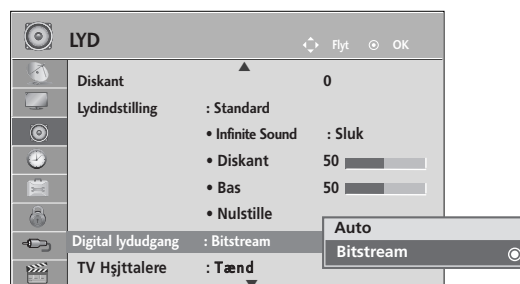 LYD Flyt OK
Diskant 0
Lydindstilling : Standard
• Infinite Sound : Sluk
• Diskant 50
• Bas 50
• Nulstille
Auto
Digital lydudgang : Bitstream Bitstream
TV Hşjttalere : Tænd